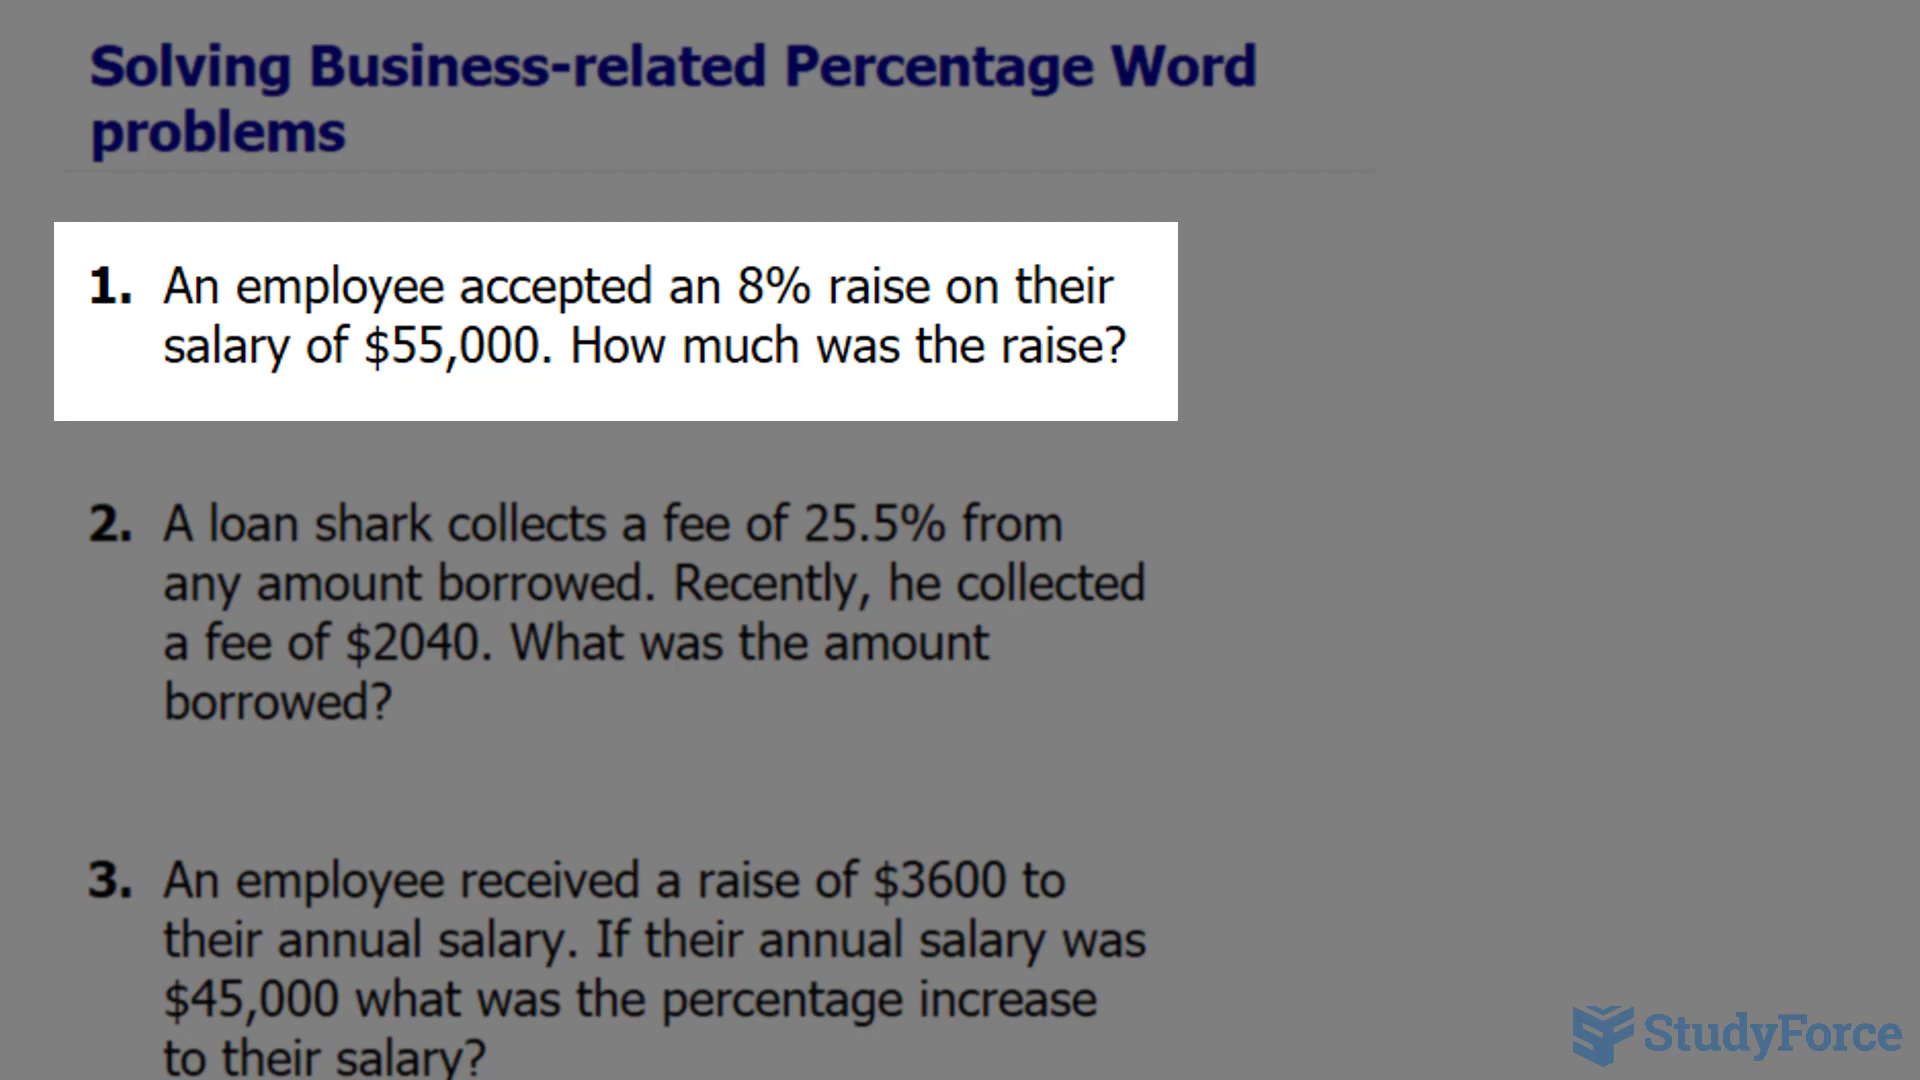 Solving Business-related Percentage Word
problems
1. An employee accepted an 8% raise on their
salary of $55,000. How much was the raise?
2. A loan shark collects a fee of 25.5% from
any amount borrowed. Recently, he collected
a fee of $2040. What was the amount
borrowed?
3. An employee received a raise of $3600 to
their annual salary. If their annual salary was
$45,000 what was the percentage increase
to their salary?
StudyForce